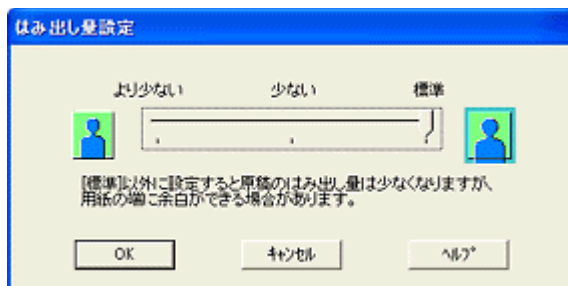 はみ出し量設定
より少ない 少ない 標準
[標準]以外に設定すると原稿のはみ出し量は少なくなりますが、
用紙の端に余白ができる場合があります。
OK ｷｬﾝｾﾙ ﾍﾙﾌﾟ